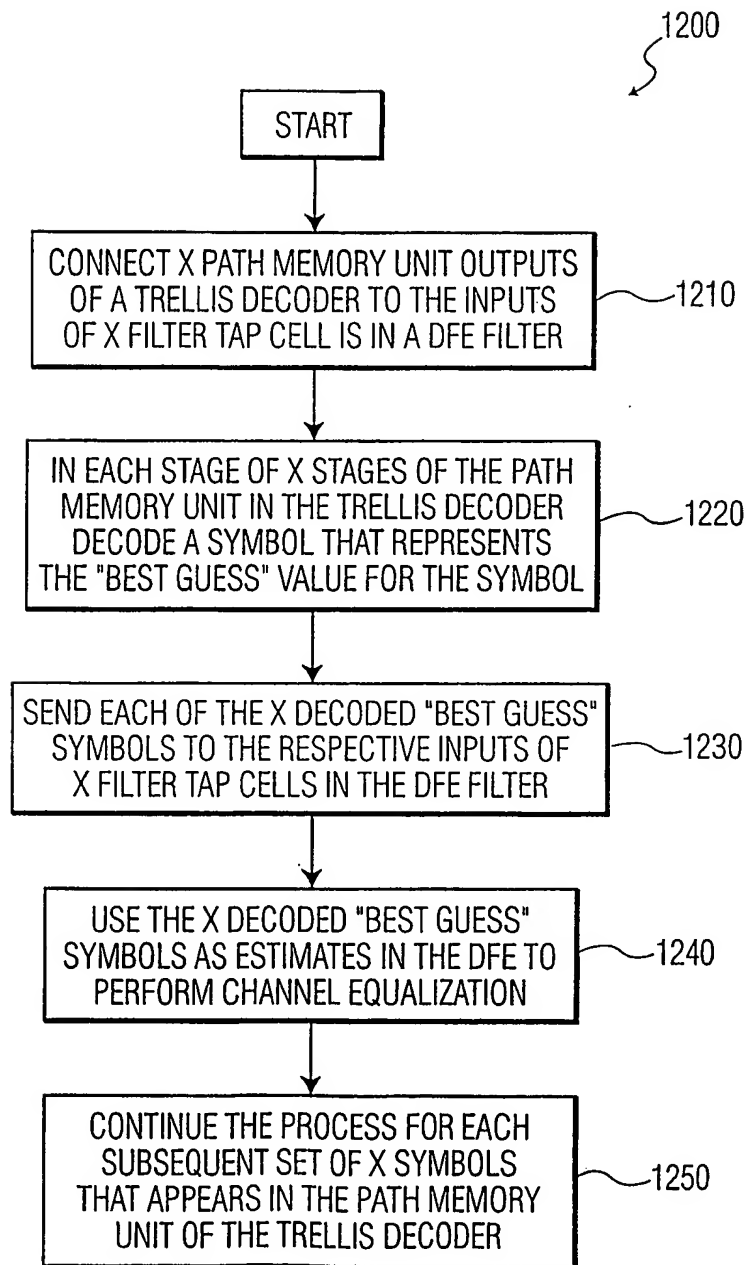 1200
START
CONNECT X PATH MEMORY UNIT OUTPUTS
OF A TRELLIS DECODER TO THE INPUTS
OF X FILTER TAP CELL IS IN A DFE FILTER
1210
IN EACH STAGE OF X STAGES OF THE PATH
MEMORY UNIT IN THE TRELLIS DECODER
DECODE A SYMBOL THAT REPRESENTS
THE "BEST GUESS" VALUE FOR THE SYMBOL
1220
SEND EACH OF THE X DECODED "BEST GUESS"
SYMBOLS TO THE RESPECTIVE INPUTS OF
X FILTER TAP CELLS IN THE DFE FILTER
1230
USE THE X DECODED "BEST GUESS"
SYMBOLS AS ESTIMATES IN THE DFE TO
PERFORM CHANNEL EQUALIZATION
1240
CONTINUE THE PROCESS FOR EACH
SUBSEQUENT SET OF X SYMBOLS
THAT APPEARS IN THE PATH MEMORY
UNIT OF THE TRELLIS DECODER
1250